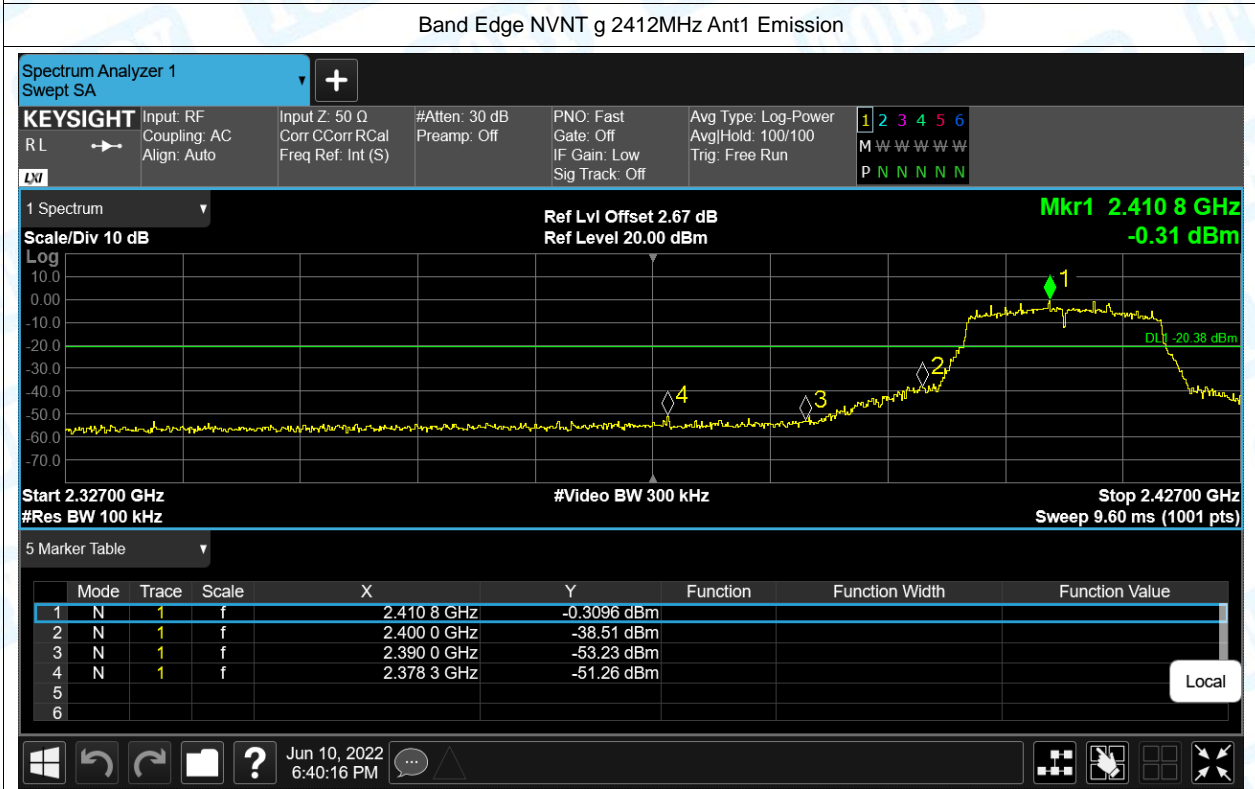 Band Edge NVNT g 2412MHz Ant1 Emission
Spectrum Analyzer 1
Swept SA
KEYSIGHT
R L
LXI
Input: RF
Coupling: AC
Align: Auto
Input Z: 50 Ω
Corr CCorr RCal
Freq Ref: Int (S)
#Atten: 30 dB
Preamp: Off
PNO: Fast
Gate: Off
IF Gain: Low
Sig Track: Off
Avg Type: Log-Power
Avg|Hold: 100/100
Trig: Free Run
1 2 3 4 5 6
M W W W W W
P N N N N N
1 Spectrum
Scale/Div 10 dB
Ref Lvl Offset 2.67 dB
Ref Level 20.00 dBm
Mkr1 2.410 8 GHz
-0.31 dBm
Log
10.0
0.00
-10.0
-20.0
-30.0
-40.0
-50.0
-60.0
-70.0
1
DL1 -20.38 dBm
2
4
3
Start 2.32700 GHz
#Video BW 300 kHz
Stop 2.42700 GHz
#Res BW 100 kHz
Sweep 9.60 ms (1001 pts)
5 Marker Table
Mode Trace Scale X Y Function Function Width Function Value
1 N 1 f 2.410 8 GHz -0.3096 dBm
2 N 1 f 2.400 0 GHz -38.51 dBm
3 N 1 f 2.390 0 GHz -53.23 dBm
4 N 1 f 2.378 3 GHz -51.26 dBm
5
6
Local
?
Jun 10, 2022
6:40:16 PM